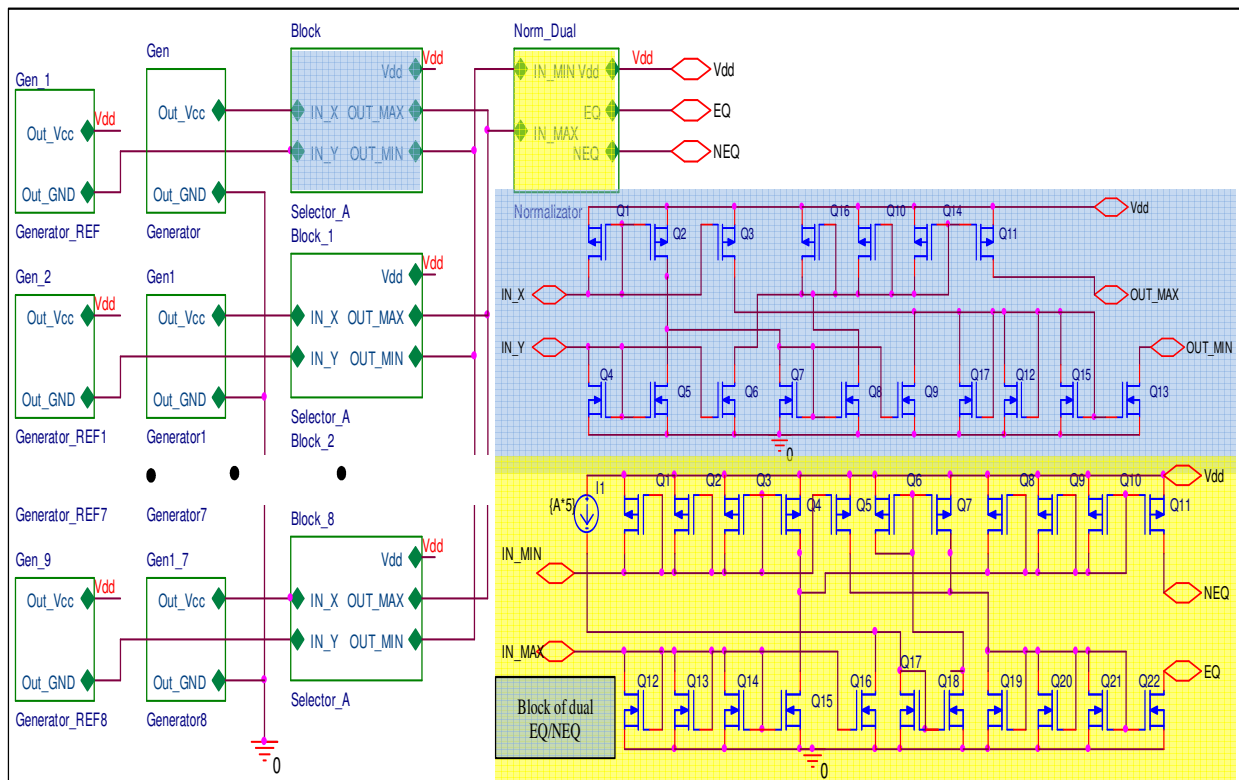 Block
Norm_Dual
Gen
Gen_1
Vdd
Out_Vcc
Out_GND
Generator_REF
Out_Vcc
Out_GND
Generator
Vdd
Vdd
IN_X OUT_MAX
IN_Y OUT_MIN
Selector_A
IN_MIN Vdd
Vdd
EQ
IN_MAX
NEQ
Vdd
EQ
NEQ
Normalizator
Q1
Q2
Q3
Q16
Q10
Q14
Q11
Vdd
IN_X
OUT_MAX
IN_Y
OUT_MIN
Q4
Q5
Q6
Q7
Q8
Q9
Q17
Q12
Q15
Q13
0
Gen_2
Vdd
Out_Vcc
Out_GND
Generator_REF1
Gen1
Out_Vcc
Out_GND
Generator1
Block_1
Vdd
Vdd
IN_X OUT_MAX
IN_Y OUT_MIN
Selector_A
Block_2
Generator_REF7
Generator7
Block_8
Gen_9
Vdd
Out_Vcc
Out_GND
Generator_REF8
Gen1_7
Out_Vcc
Out_GND
Generator8
Vdd
Vdd
IN_X OUT_MAX
IN_Y OUT_MIN
Selector_A
0
I1
{A*5}
Q1
Q2
Q3
Q4
Q5
Q6
Q7
Q8
Q9
Q10
Q11
Vdd
IN_MIN
NEQ
IN_MAX
EQ
Q12
Q13
Q14
Q15
Q16
Q17
Q18
Q19
Q20
Q21
Q22
0
Block of dual
EQ/NEQ